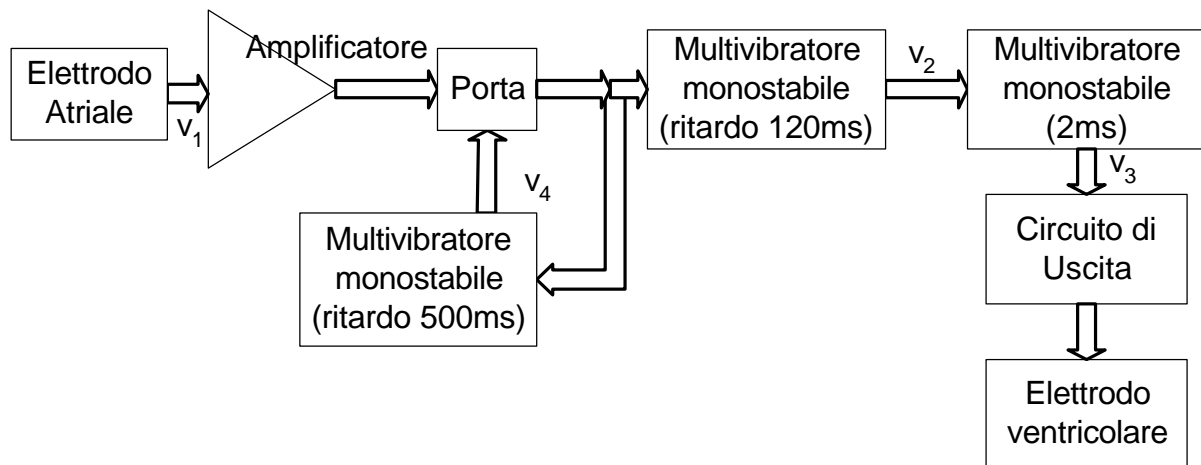 Elettrodo
Atriale
v1
Amplificatore
Porta
Multivibratore
monostabile
(ritardo 120ms)
v2
Multivibratore
monostabile
(2ms)
v3
v4
Multivibratore
monostabile
(ritardo 500ms)
Circuito di
Uscita
Elettrodo
ventricolare